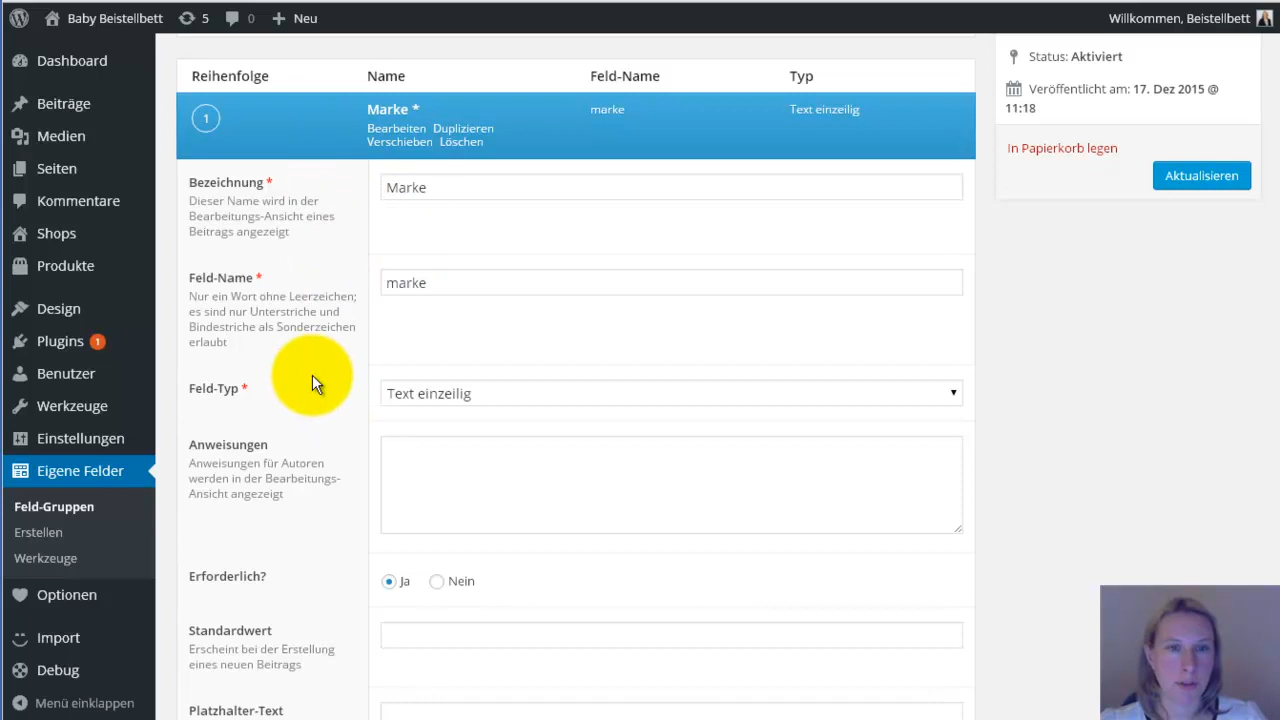 Baby Beistellbett 5 0 Neu Willkommen, Beistellbett
Dashboard
Beiträge
Medien
Seiten
Kommentare
Shops
Produkte
Design
Plugins 1
Benutzer
Werkzeuge
Einstellungen
Eigene Felder
Feld-Gruppen
Erstellen
Werkzeuge
Optionen
Import
Debug
Menü einklappen
Reihenfolge Name Feld-Name Typ
1 Marke * marke Text einzeilig
Bearbeiten Duplizieren
Verschieben Löschen
Bezeichnung * Marke
Dieser Name wird in der
Bearbeitungs-Ansicht eines
Beitrags angezeigt
Feld-Name * marke
Nur ein Wort ohne Leerzeichen;
es sind nur Unterstriche und
Bindestriche als Sonderzeichen
erlaubt
Feld-Typ * Text einzeilig
Anweisungen
Anweisungen für Autoren
werden in der Bearbeitungs-
Ansicht angezeigt
Erforderlich? Ja Nein
Standardwert
Erscheint bei der Erstellung
eines neuen Beitrags
Platzhalter-Text
Status: Aktiviert
Veröffentlicht am: 17. Dez 2015 @
11:18
In Papierkorb legen
Aktualisieren